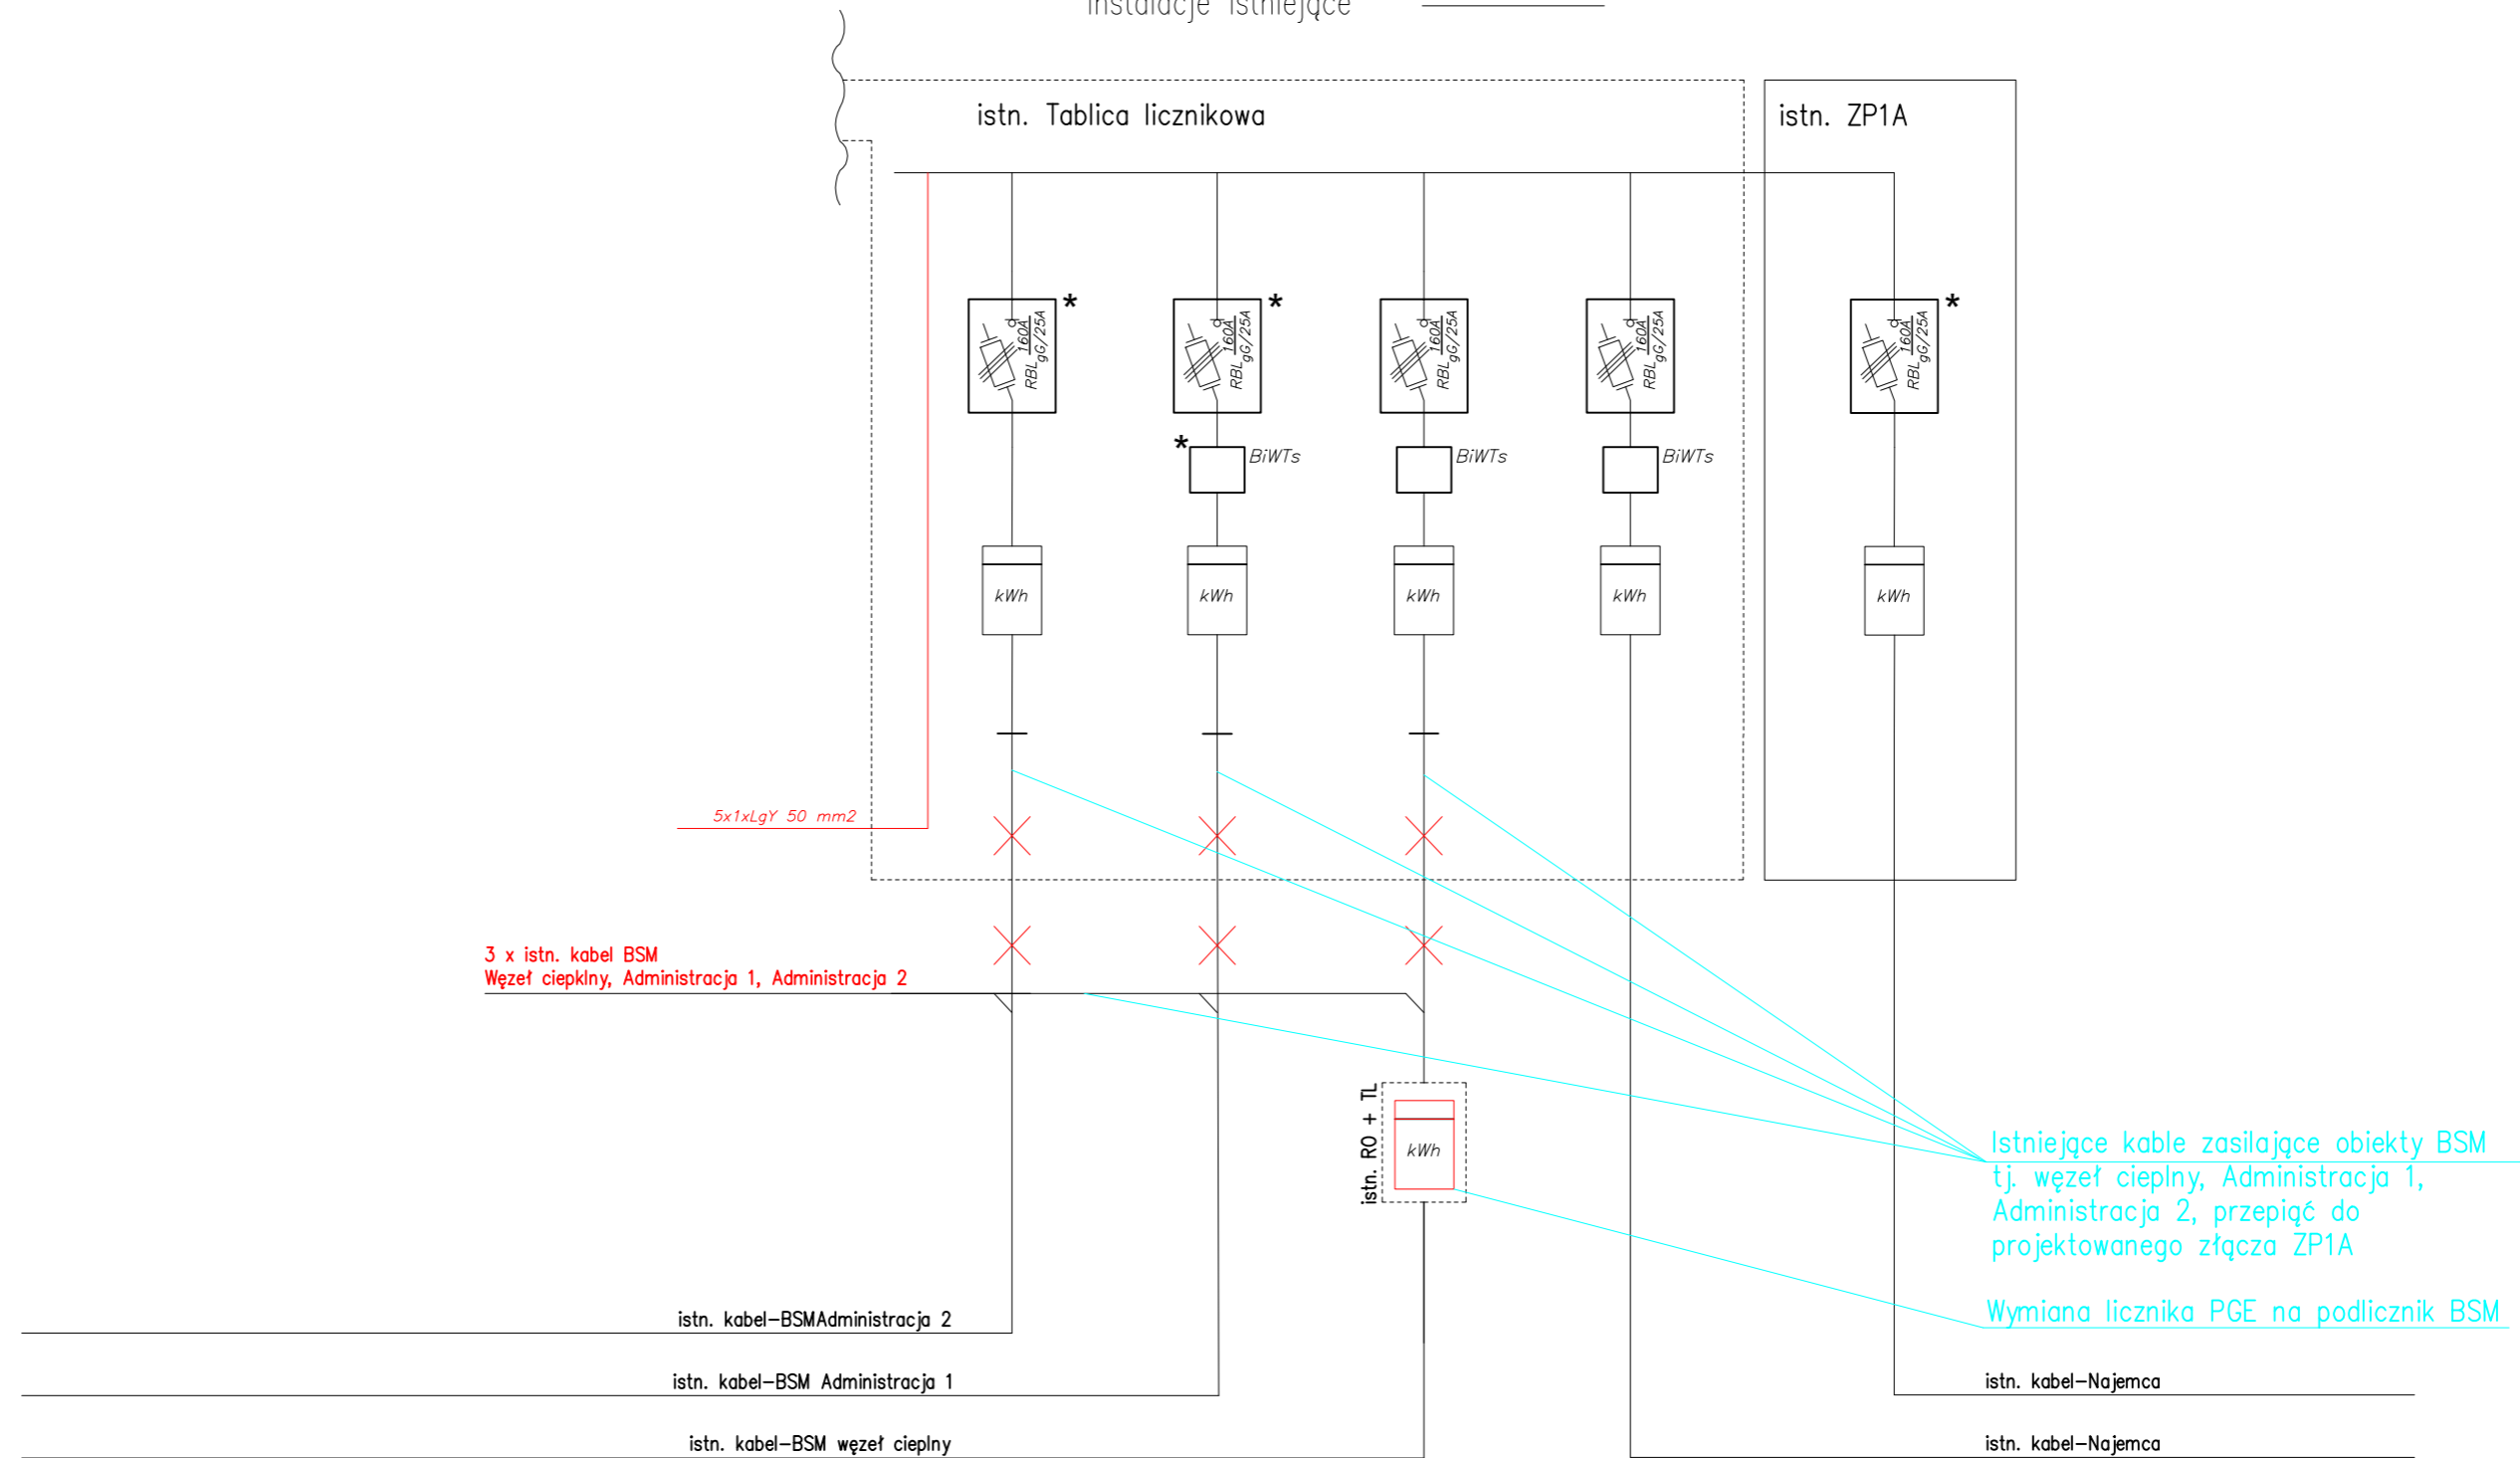 Instalacje istniejące
istn. Tablica licznikowa
istn. ZP1A
*
*
*
160A
RBL gG/25A
160A
RBL gG/25A
160A
RBL gG/25A
160A
RBL gG/25A
160A
RBL gG/25A
*
BiWTs
BiWTs
BiWTs
kWh
kWh
kWh
kWh
kWh
5x1xLgY 50 mm2
3 x istn. kabel BSM
Węzeł ciepklny, Administracja 1, Administracja 2
istn. RO + TL
kWh
Istniejące kable zasilające obiekty BSM
tj. węzeł cieplny, Administracja 1,
Administracja 2, przepiąć do
projektowanego złącza ZP1A
Wymiana licznika PGE na podlicznik BSM
istn. kabel-BSMAdministracja 2
istn. kabel-BSM Administracja 1
istn. kabel-Najemca
istn. kabel-BSM węzeł cieplny
istn. kabel-Najemca